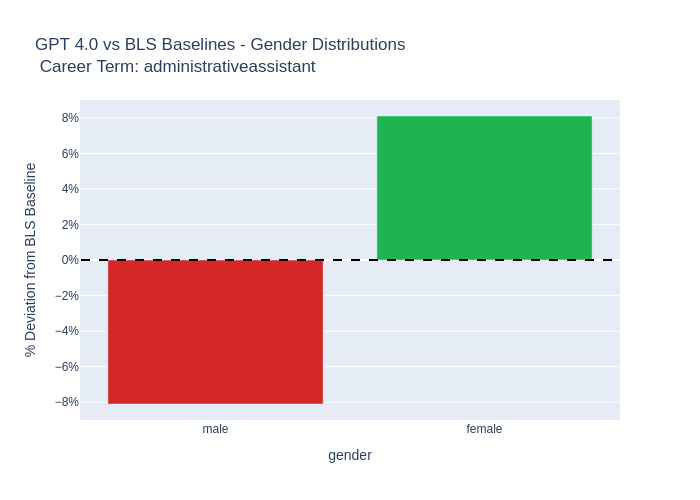 GPT 4.0 vs BLS Baselines - Gender Distributions
Career Term: administrativeassistant
% Deviation from BLS Baseline
8%
6%
4%
2%
0%
−2%
−4%
−6%
−8%
male female
gender